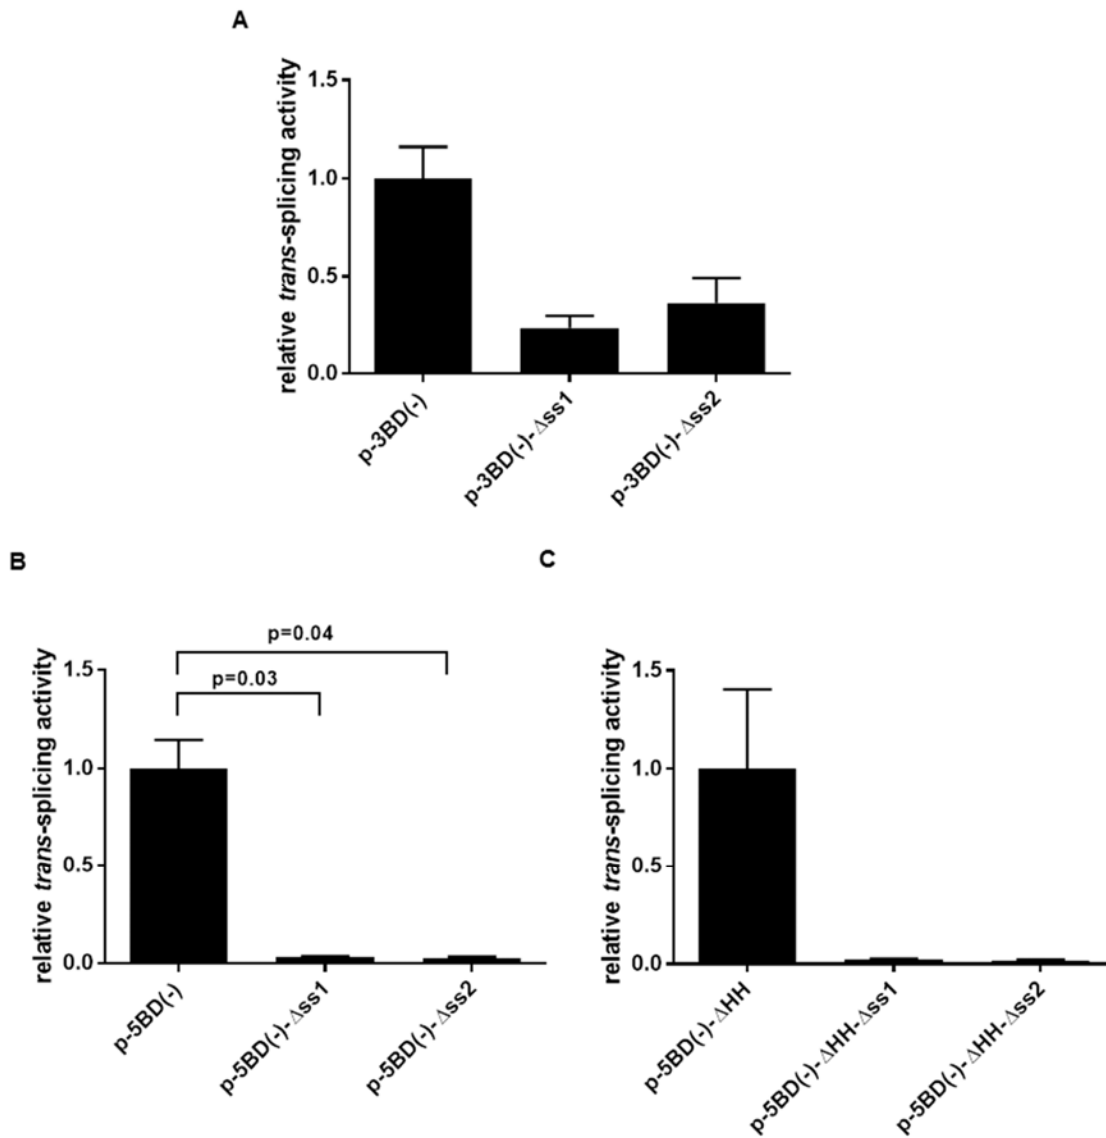 A
relative trans-splicing activity
1.5
1.0
0.5
0.0
p-3BD(-)
p-3BD(-)-Δss1
p-3BD(-)-Δss2
B
relative trans-splicing activity
1.5
1.0
0.5
0.0
p=0.04
p=0.03
p-5BD(-)
p-5BD(-)-Δss1
p-5BD(-)-Δss2
C
relative trans-splicing activity
1.5
1.0
0.5
0.0
p-5BD(-)-ΔHH
p-5BD(-)-ΔHH-Δss1
p-5BD(-)-ΔHH-Δss2